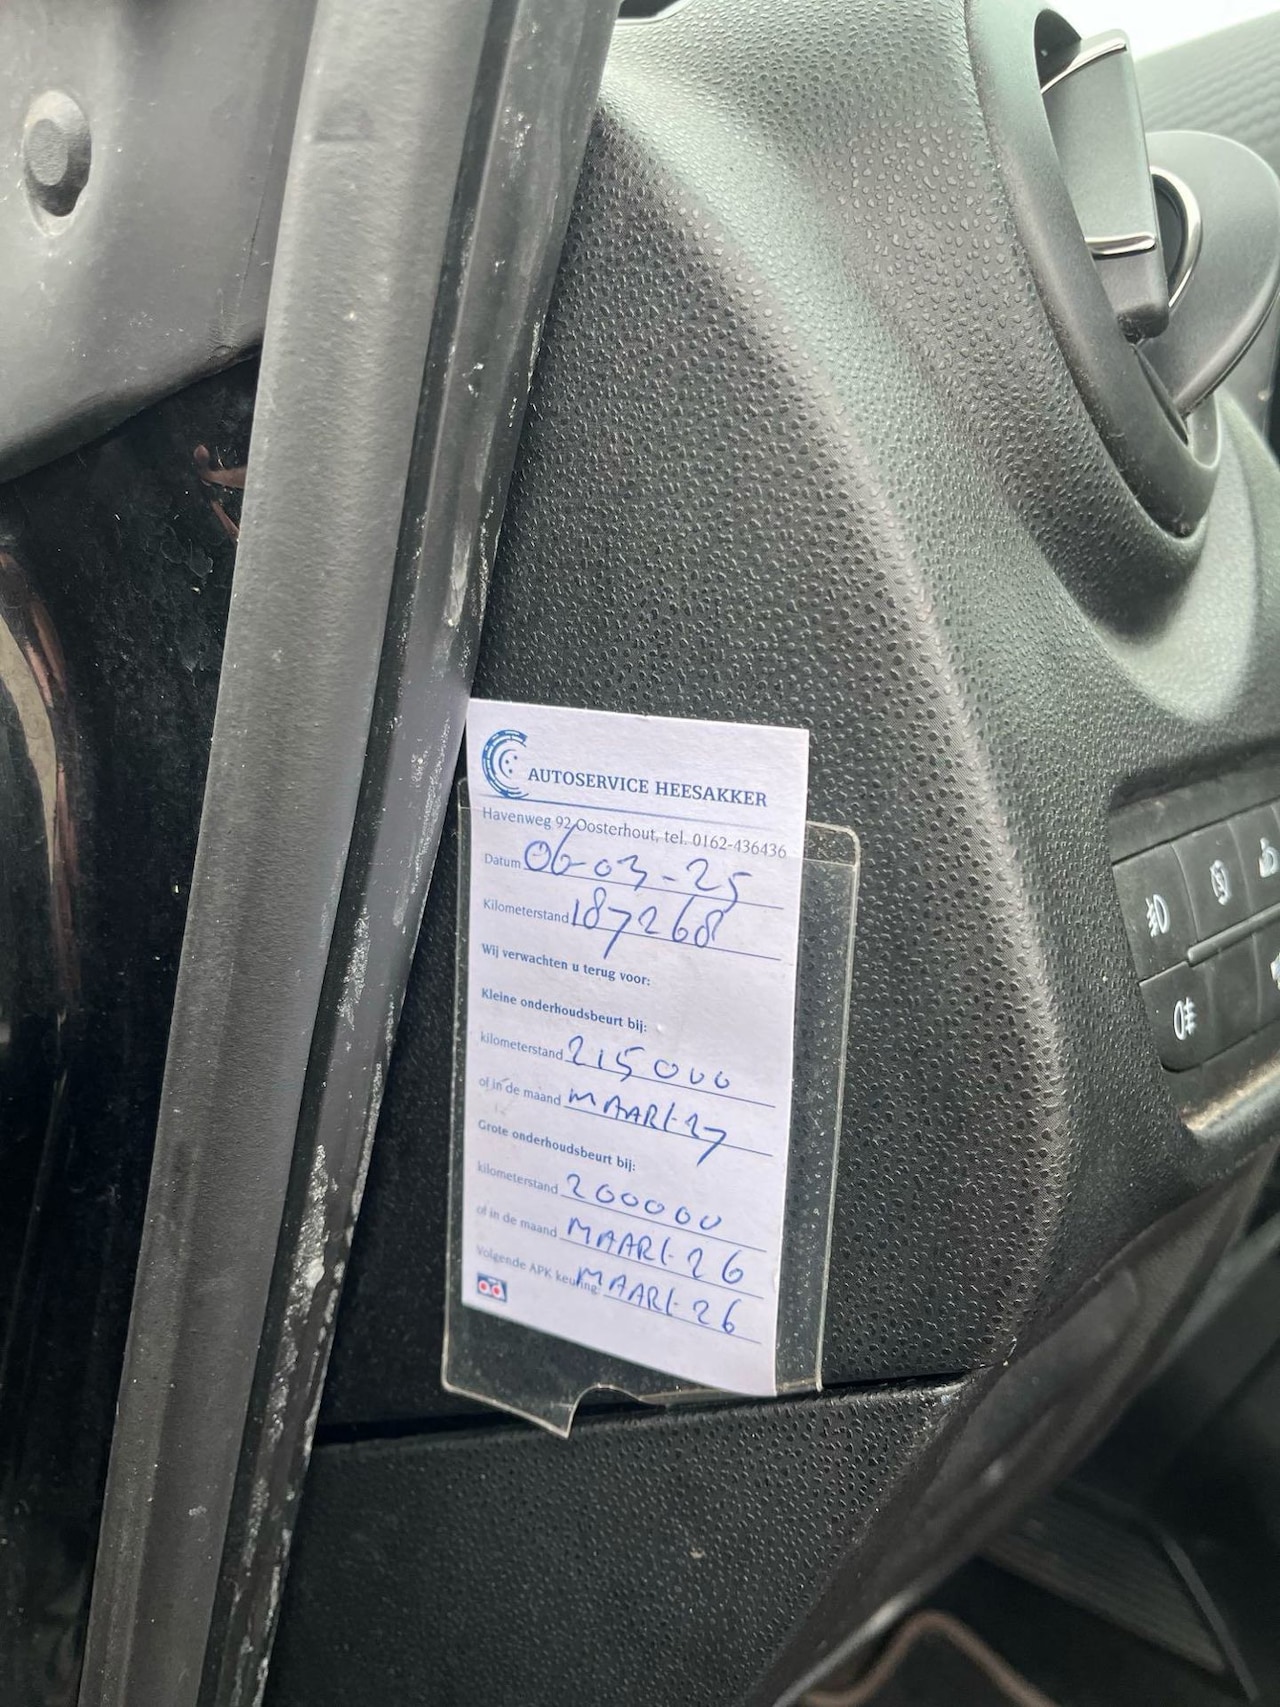 AUTOSERVICE HEESAKKER
Havenweg 92 Oosterhout, tel. 0162-436436
Datum 06-03-25
Kilometerstand 187268
Wij verwachten u terug voor:
Kleine onderhoudsbeurt bij:
kilometerstand 215000
of in de maand MAART-27
Grote onderhoudsbeurt bij:
kilometerstand 200000
of in de maand MAART-26
Volgende APK keuring: MAART-26